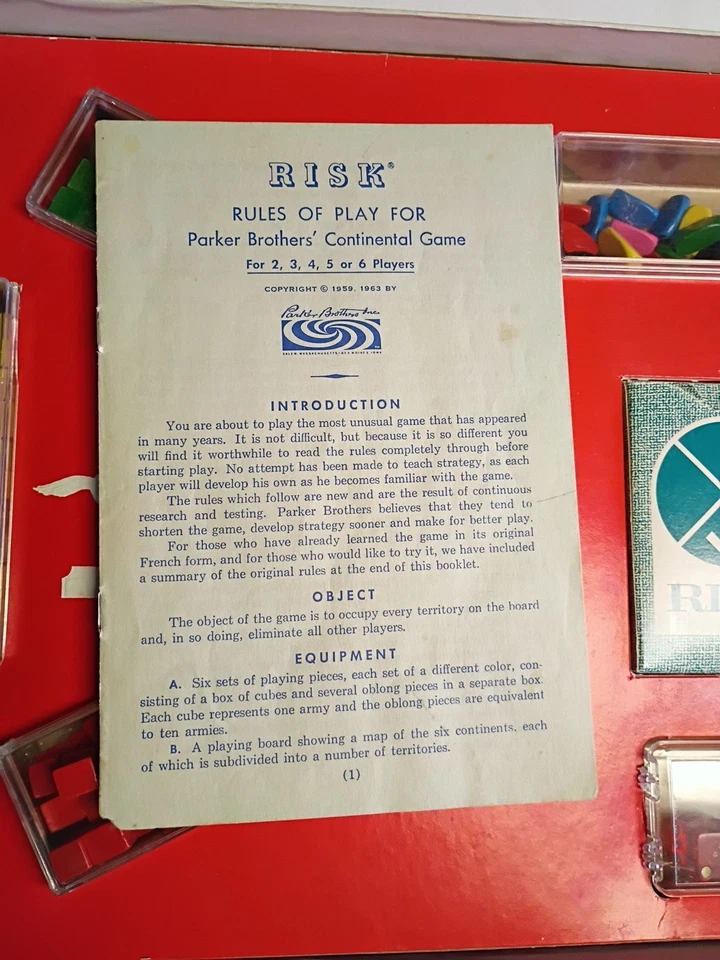 RISK®
RULES OF PLAY FOR
Parker Brothers' Continental Game
For 2, 3, 4, 5 or 6 Players
COPYRIGHT © 1959, 1963 BY
Parker Brothers Inc.
SALEM MASSACHUSETTS • DES MOINES IOWA
INTRODUCTION
You are about to play the most unusual game that has appeared
in many years. It is not difficult, but because it is so different you
will find it worthwhile to read the rules completely through before
starting play. No attempt has been made to teach strategy, as each
player will develop his own as he becomes familiar with the game.
The rules which follow are new and are the result of continuous
research and testing. Parker Brothers believes that they tend to
shorten the game, develop strategy sooner and make for better play.
For those who have already learned the game in its original
French form, and for those who would like to try it, we have included
a summary of the original rules at the end of this booklet.
OBJECT
The object of the game is to occupy every territory on the board
and, in so doing, eliminate all other players.
EQUIPMENT
A. Six sets of playing pieces, each set of a different color, con-
sisting of a box of cubes and several oblong pieces in a separate box.
Each cube represents one army and the oblong pieces are equivalent
to ten armies.
B. A playing board showing a map of the six continents, each
of which is subdivided into a number of territories.
(1)